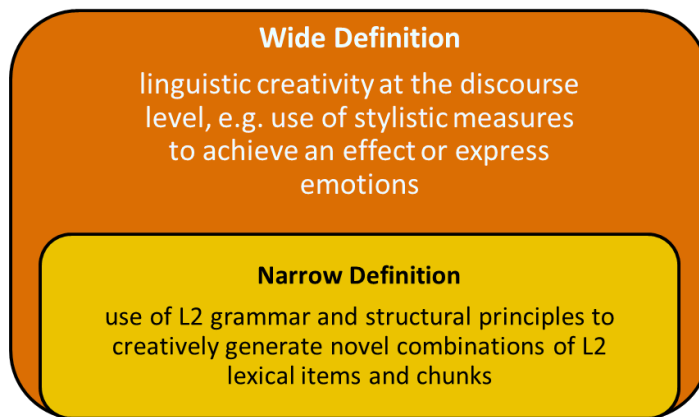 Wide Definition
linguistic creativity at the discourse
level, e.g. use of stylistic measures
to achieve an effect or express
emotions
Narrow Definition
use of L2 grammar and structural principles to
creatively generate novel combinations of L2
lexical items and chunks